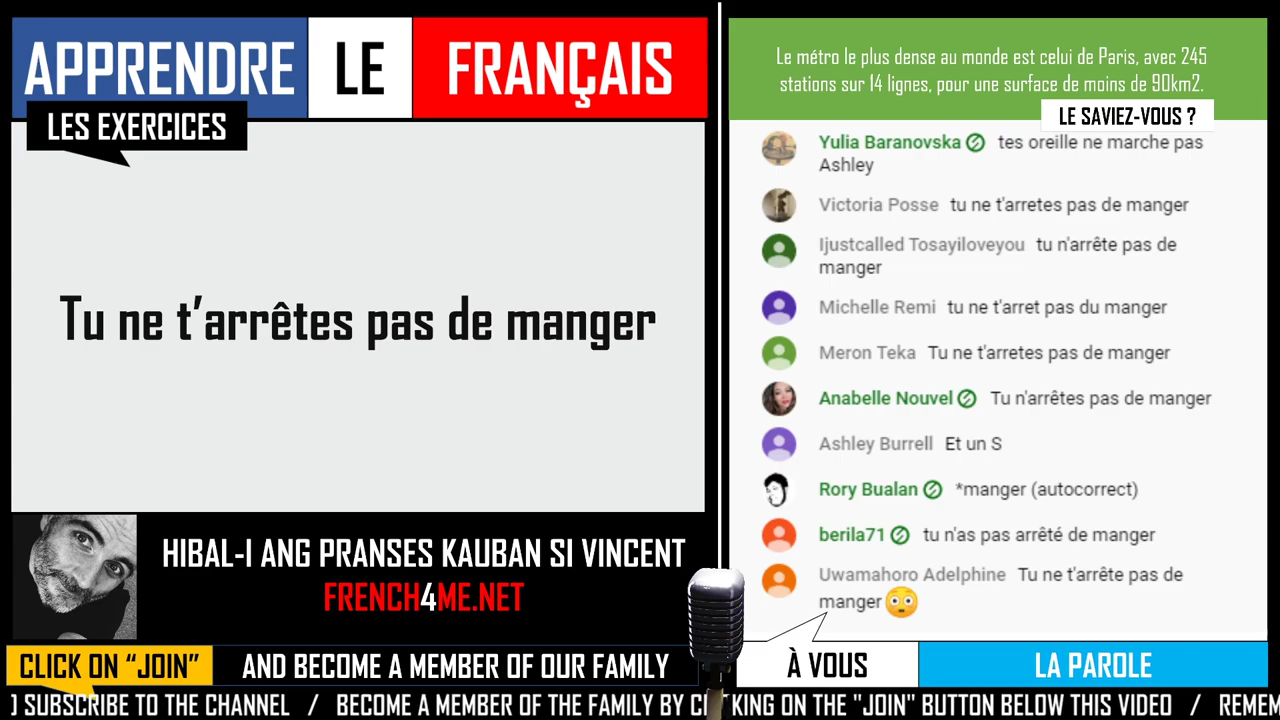 APPRENDRE LE FRANÇAIS
LES EXERCICES
Tu ne t’arrêtes pas de manger
HIBAL-I ANG PRANSES KAUBAN SI VINCENT
FRENCH4ME.NET
CLICK ON “JOIN” AND BECOME A MEMBER OF OUR FAMILY
Le métro le plus dense au monde est celui de Paris, avec 245
stations sur 14 lignes, pour une surface de moins de 90km2.
LE SAVIEZ-VOUS ?
Yulia Baranovska tes oreille ne marche pas
Ashley
Victoria Posse tu ne t'arretes pas de manger
Ijustcalled Tosayiloveyou tu n'arrête pas de
manger
Michelle Remi tu ne t'arret pas du manger
Meron Teka Tu ne t'arretes pas de manger
Anabelle Nouvel Tu n'arrêtes pas de manger
Ashley Burrell Et un S
Rory Bualan *manger (autocorrect)
berila71 tu n'as pas arrêté de manger
Uwamahoro Adelphine Tu ne t'arrête pas de
manger
À VOUS LA PAROLE
SUBSCRIBE TO THE CHANNEL / BECOME A MEMBER OF THE FAMILY BY KING ON THE "JOIN" BUTTON BELOW THIS VIDEO / REMEM